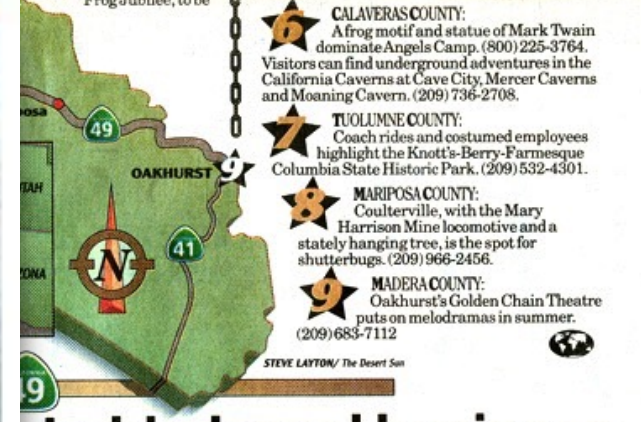 Frog Jubilee, to be
6
CALAVERAS COUNTY:
A frog motif and statue of Mark Twain
dominate Angels Camp. (800) 225-3764.
Visitors can find underground adventures in the
California Caverns at Cave City, Mercer Caverns
and Moaning Cavern. (209) 736-2708.
7
TUOLUMNE COUNTY:
Coach rides and costumed employees
highlight the Knott's-Berry-Farmesque
Columbia State Historic Park. (209) 532-4301.
8
MARIPOSA COUNTY:
Coulterville, with the Mary
Harrison Mine locomotive and a
stately hanging tree, is the spot for
shutterbugs. (209) 966-2456.
9
MADERA COUNTY:
Oakhurst's Golden Chain Theatre
puts on melodramas in summer.
(209) 683-7112
STEVE LAYTON/ The Desert Sun
osa
49
OAKHURST 9
UTAH
41
N
ZONA
49